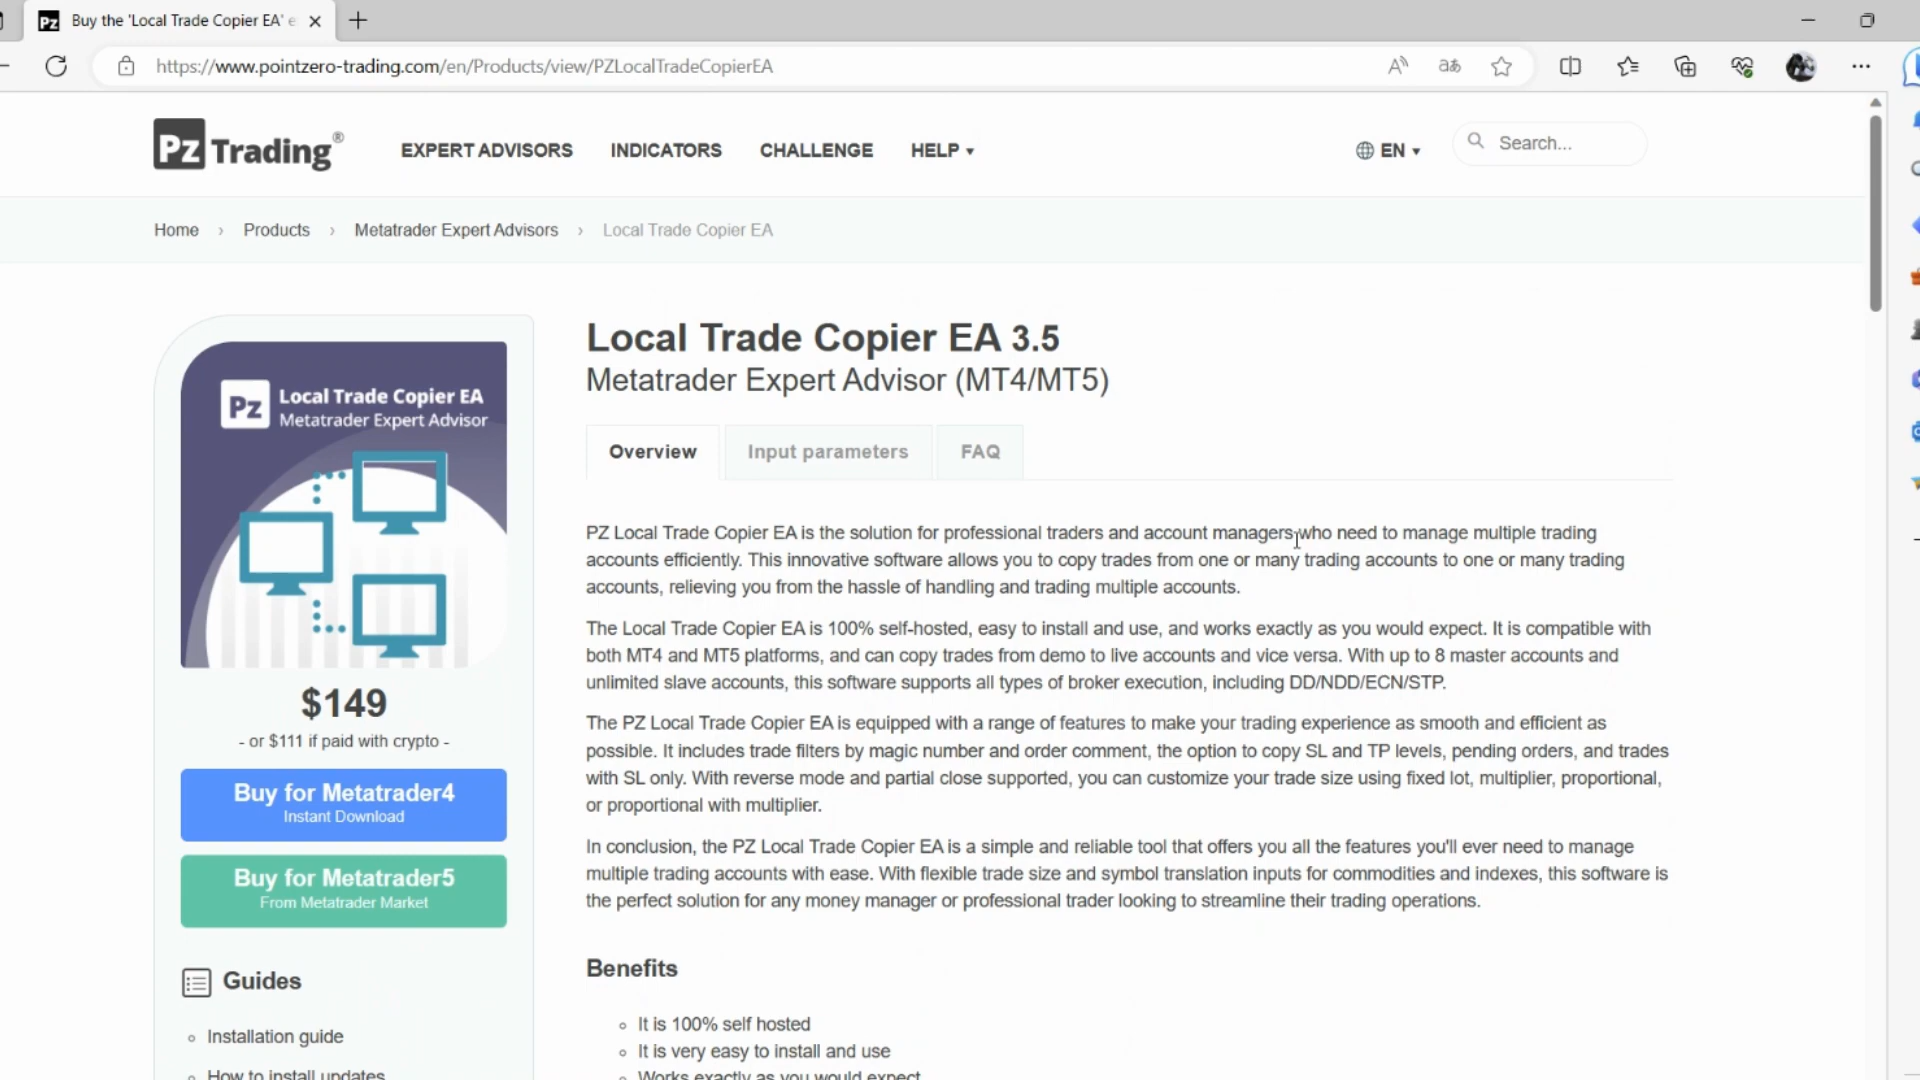 Pz Buy the 'Local Trade Copier EA' e
https://www.pointzero-trading.com/en/Products/view/PZLocalTradeCopierEA
Pz Trading®
EXPERT ADVISORS INDICATORS CHALLENGE HELP
EN
Search...
Home › Products › Metatrader Expert Advisors › Local Trade Copier EA
Pz Local Trade Copier EA
Metatrader Expert Advisor
$149
- or $111 if paid with crypto -
Buy for Metatrader4
Instant Download
Buy for Metatrader5
From Metatrader Market
Guides
Installation guide
How to install updates
Local Trade Copier EA 3.5
Metatrader Expert Advisor (MT4/MT5)
Overview Input parameters FAQ
PZ Local Trade Copier EA is the solution for professional traders and account managers who need to manage multiple trading
accounts efficiently. This innovative software allows you to copy trades from one or many trading accounts to one or many trading
accounts, relieving you from the hassle of handling and trading multiple accounts.
The Local Trade Copier EA is 100% self-hosted, easy to install and use, and works exactly as you would expect. It is compatible with
both MT4 and MT5 platforms, and can copy trades from demo to live accounts and vice versa. With up to 8 master accounts and
unlimited slave accounts, this software supports all types of broker execution, including DD/NDD/ECN/STP.
The PZ Local Trade Copier EA is equipped with a range of features to make your trading experience as smooth and efficient as
possible. It includes trade filters by magic number and order comment, the option to copy SL and TP levels, pending orders, and trades
with SL only. With reverse mode and partial close supported, you can customize your trade size using fixed lot, multiplier, proportional,
or proportional with multiplier.
In conclusion, the PZ Local Trade Copier EA is a simple and reliable tool that offers you all the features you'll ever need to manage
multiple trading accounts with ease. With flexible trade size and symbol translation inputs for commodities and indexes, this software is
the perfect solution for any money manager or professional trader looking to streamline their trading operations.
Benefits
It is 100% self hosted
It is very easy to install and use
Works exactly as you would expect